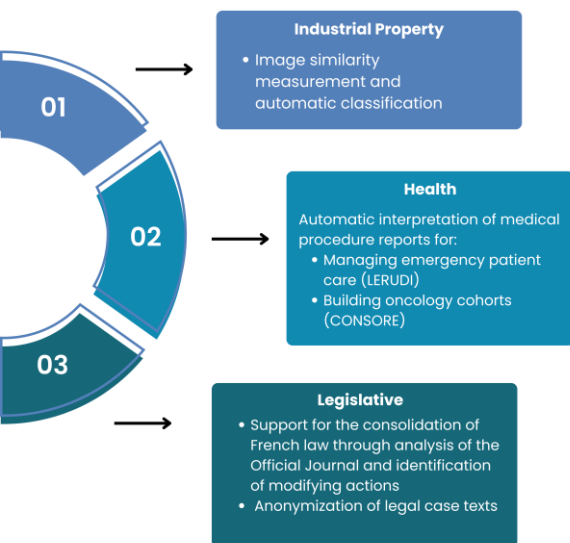 01
Industrial Property
• Image similarity
measurement and
automatic classification
02
Health
Automatic interpretation of medical
procedure reports for:
• Managing emergency patient
care (LERUDI)
• Building oncology cohorts
(CONSORE)
03
Legislative
• Support for the consolidation of
French law through analysis of the
Official Journal and identification
of modifying actions
• Anonymization of legal case texts